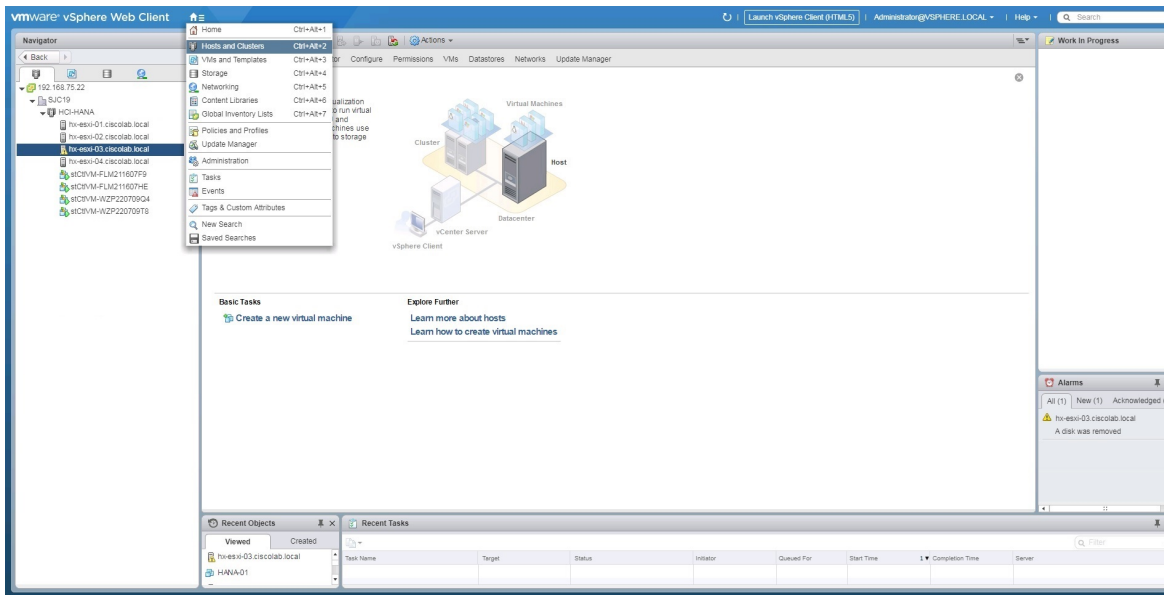 vmware® vSphere Web Client
Launch vSphere Client (HTML5)
Administrator@VSPHERE.LOCAL
Help
Search
Navigator
Back
192.168.75.22
SJC19
HCI-HANA
hx-esxi-01.ciscolab.local
hx-esxi-02.ciscolab.local
hx-esxi-03.ciscolab.local
hx-esxi-04.ciscolab.local
stCtlVM-FLM211607F9
stCtlVM-FLM211607HE
stCtlVM-WZP220709Q4
stCtlVM-WZP220709T8
Home Ctrl+Alt+1
Hosts and Clusters Ctrl+Alt+2
VMs and Templates Ctrl+Alt+3
Storage Ctrl+Alt+4
Networking Ctrl+Alt+5
Content Libraries Ctrl+Alt+6
Global Inventory Lists Ctrl+Alt+7
Policies and Profiles
Update Manager
Administration
Tasks
Events
Tags & Custom Attributes
New Search
Saved Searches
Actions
or Configure Permissions VMs Datastores Networks Update Manager
ualization
o run virtual
and
chines use
to storage
Virtual Machines
Cluster
Host
Datacenter
vCenter Server
vSphere Client
Basic Tasks
Create a new virtual machine
Explore Further
Learn more about hosts
Learn how to create virtual machines
Work In Progress
Alarms
All (1) New (1) Acknowledged
hx-esxi-03.ciscolab.local
A disk was removed
Recent Objects
Viewed Created
hx-esxi-03.ciscolab.local
HANA-01
Recent Tasks
Filter
Task Name Target Status Initiator Queued For Start Time 1 Completion Time Server